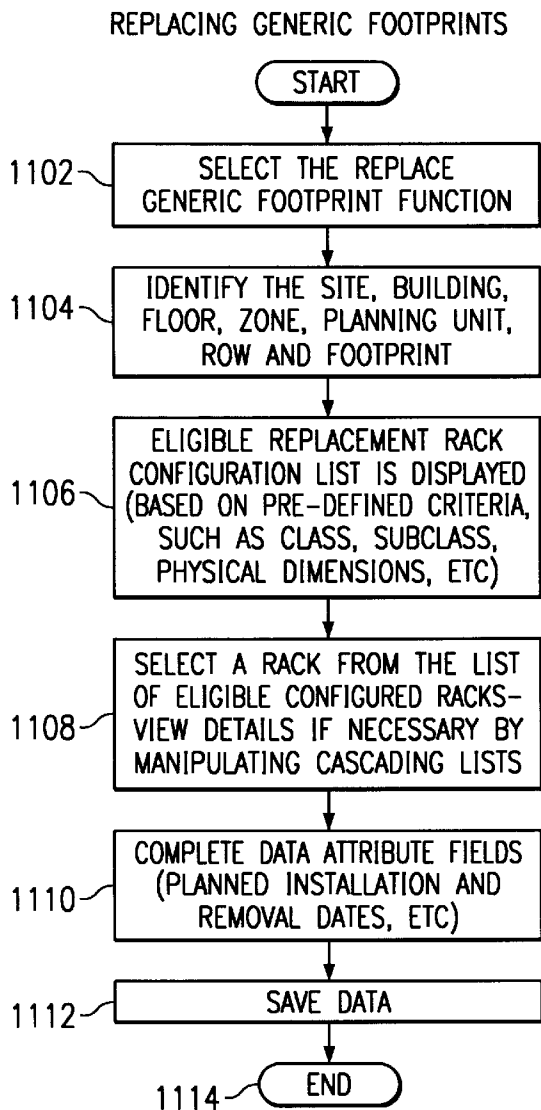 REPLACING GENERIC FOOTPRINTS
START
1102
SELECT THE REPLACE
GENERIC FOOTPRINT FUNCTION
1104
IDENTIFY THE SITE, BUILDING,
FLOOR, ZONE, PLANNING UNIT,
ROW AND FOOTPRINT
1106
ELIGIBLE REPLACEMENT RACK
CONFIGURATION LIST IS DISPLAYED
(BASED ON PRE-DEFINED CRITERIA,
SUCH AS CLASS, SUBCLASS,
PHYSICAL DIMENSIONS, ETC)
1108
SELECT A RACK FROM THE LIST
OF ELIGIBLE CONFIGURED RACKS-
VIEW DETAILS IF NECESSARY BY
MANIPULATING CASCADING LISTS
1110
COMPLETE DATA ATTRIBUTE FIELDS
(PLANNED INSTALLATION AND
REMOVAL DATES, ETC)
1112
SAVE DATA
1114
END